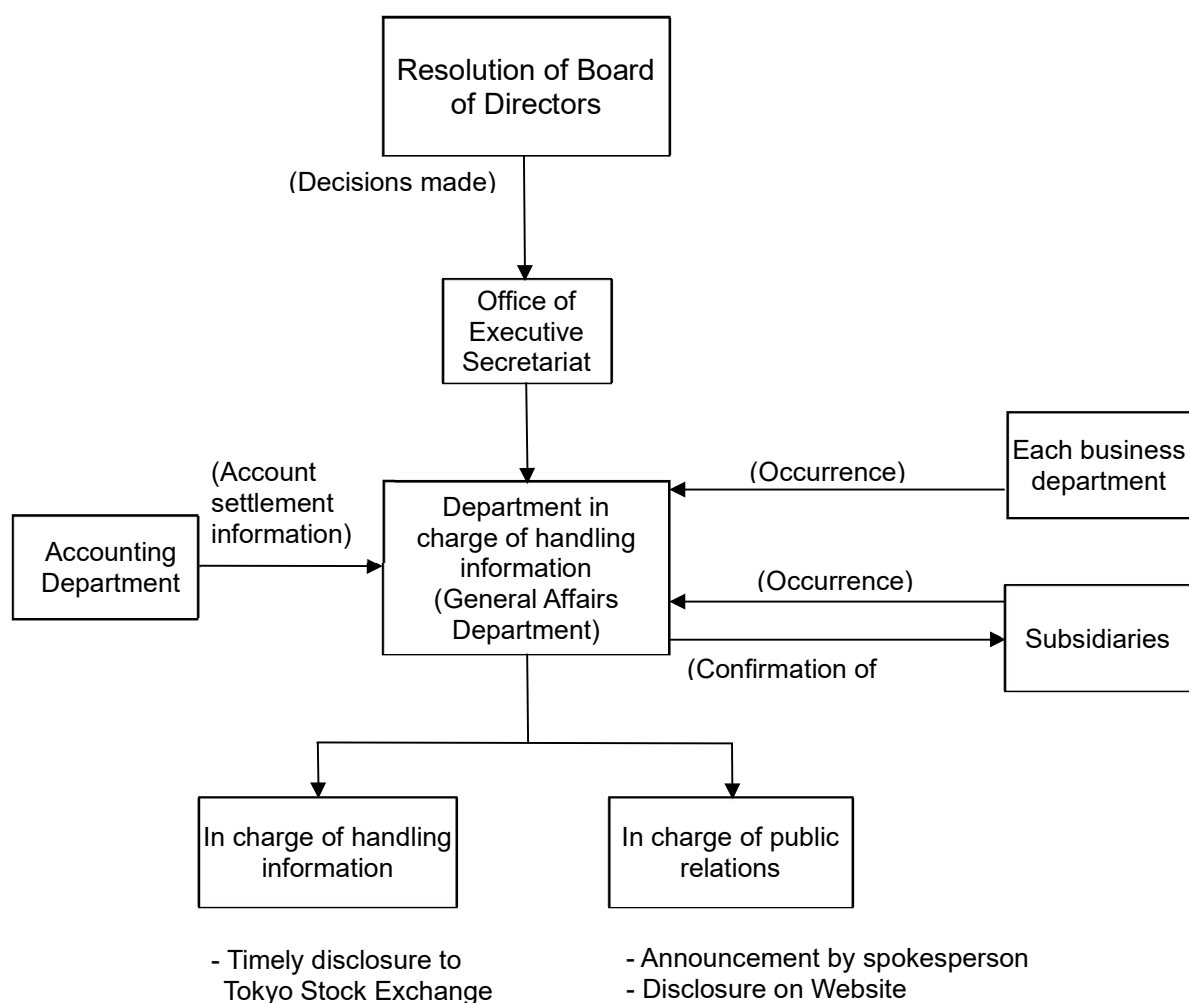 Resolution of Board
of Directors
(Decisions made)
Office of
Executive
Secretariat
Each business
department
(Occurrence)
(Account
settlement
information)
Department in
charge of handling
information
(General Affairs
Department)
Accounting
Department
(Occurrence)
Subsidiaries
(Confirmation of
In charge of handling
information
In charge of public
relations
- Timely disclosure to
Tokyo Stock Exchange
- Announcement by spokesperson
- Disclosure on Website